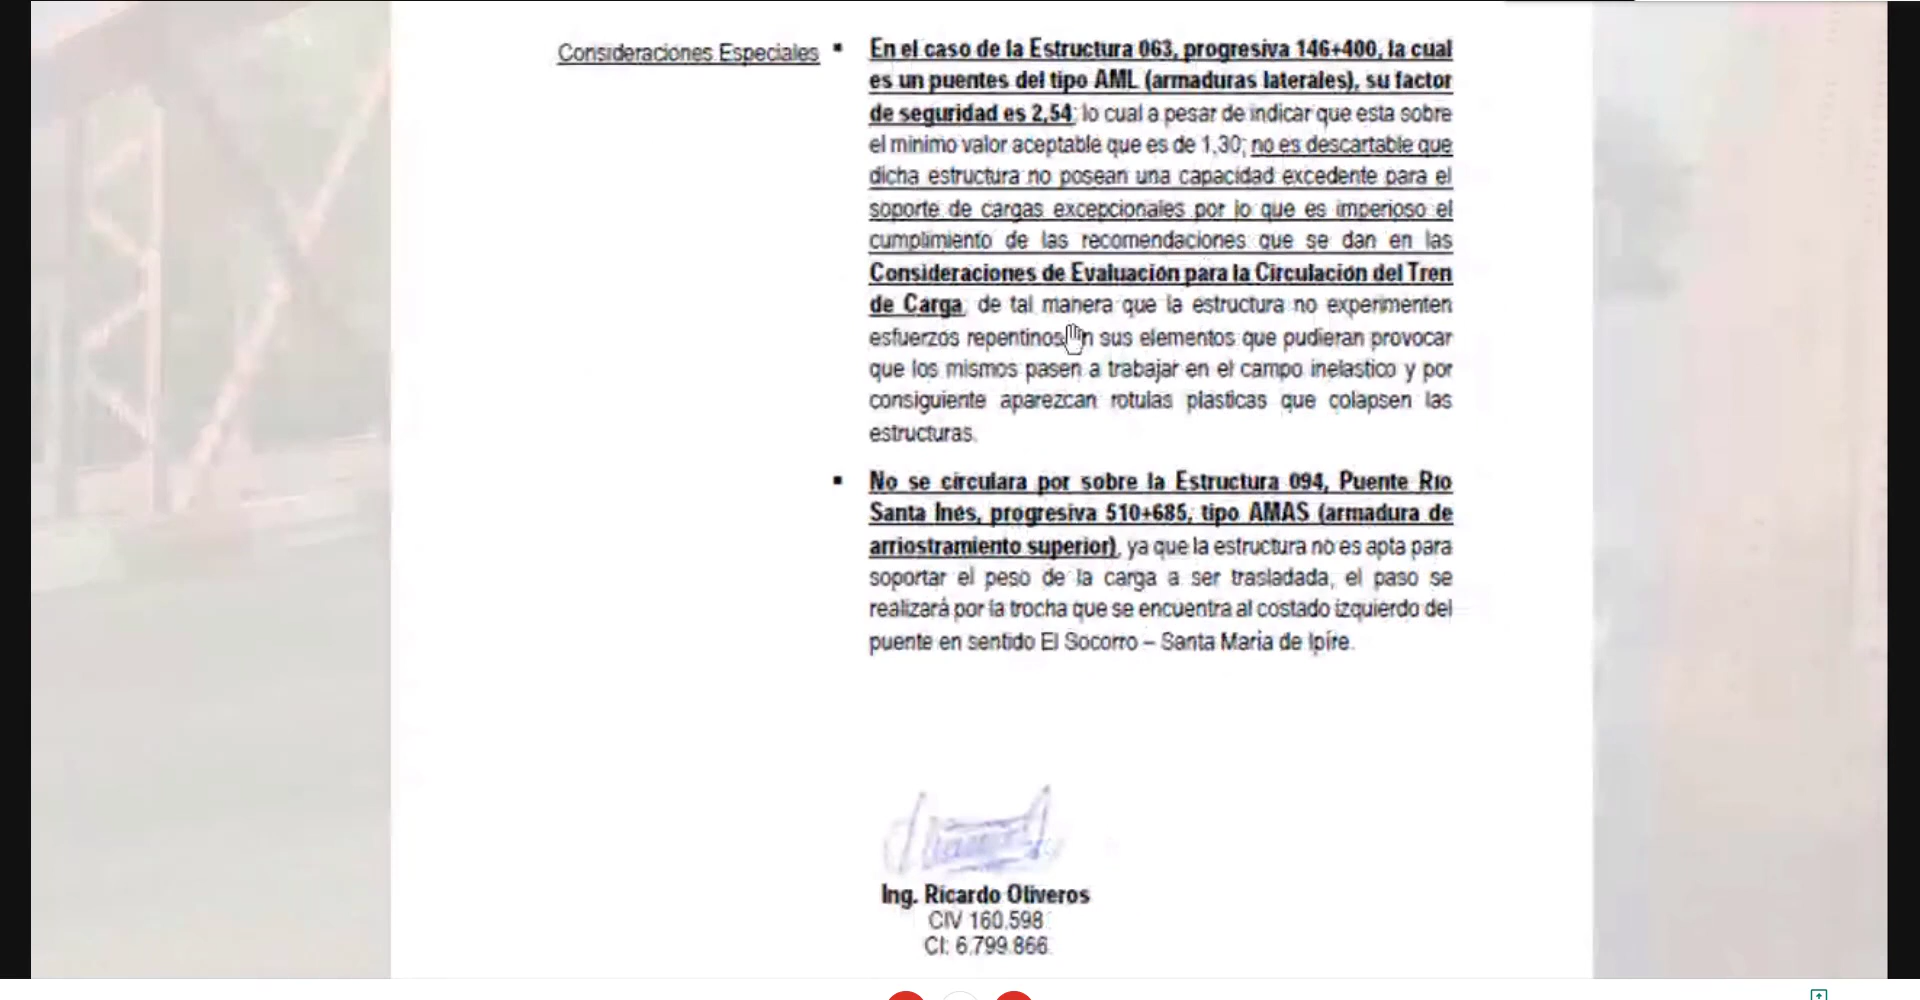 Consideraciones Especiales ▪ En el caso de la Estructura 063, progresiva 146+400, la cual
es un puentes del tipo AML (armaduras laterales), su factor
de seguridad es 2,54; lo cual a pesar de indicar que esta sobre
el minimo valor aceptable que es de 1,30; no es descartable que
dicha estructura no posean una capacidad excedente para el
soporte de cargas excepcionales por lo que es imperioso el
cumplimiento de las recomendaciones que se dan en las
Consideraciones de Evaluación para la Circulación del Tren
de Carga, de tal manera que la estructura no experimenten
esfuerzos repentinos en sus elementos que pudieran provocar
que los mismos pasen a trabajar en el campo inelastico y por
consiguiente aparezcan rotulas plasticas que colapsen las
estructuras.
▪ No se circulara por sobre la Estructura 094, Puente Río
Santa Inés, progresiva 510+685, tipo AMAS (armadura de
arriostramiento superior), ya que la estructura no es apta para
soportar el peso de la carga a ser trasladada, el paso se
realizará por la trocha que se encuentra al costado izquierdo del
puente en sentido El Socorro – Santa Maria de Ipire.
Ing. Ricardo Oliveros
CIV 160.598
CI: 6.799.866